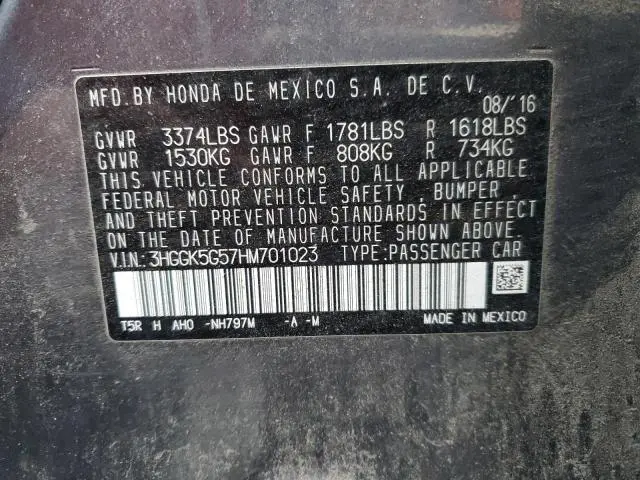 MFD.BY HONDA DE MEXICO S.A. DE C.V. 08/'16
GVWR 3374LBS GAWR F 1781LBS R 1618LBS
GVWR 1530KG GAWR F 808KG R 734KG
THIS VEHICLE CONFORMS TO ALL APPLICABLE
FEDERAL MOTOR VEHICLE SAFETY, BUMPER,
AND THEFT PREVENTION STANDARDS IN EFFECT
ON THE DATE OF MANUFACTURE SHOWN ABOVE.
V.I.N:3HGGK5G57HM701023 TYPE:PASSENGER CAR
T5R H AHO -NH797M -A -M MADE IN MEXICO